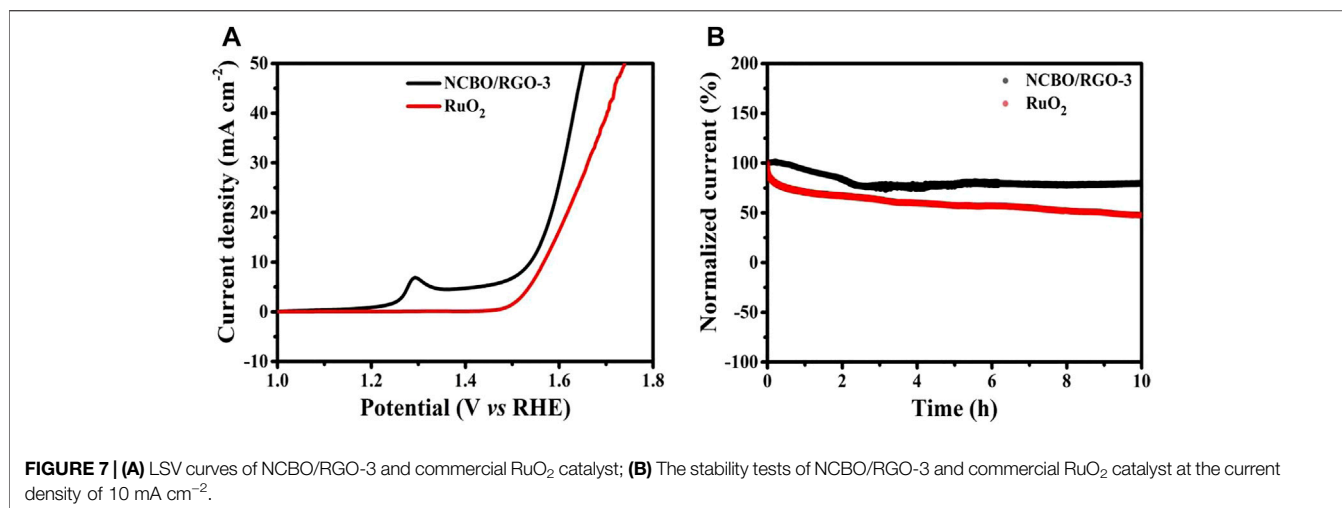 A
B
50
40
30
20
10
0
-10
Current density (mA cm⁻²)
NCBO/RGO-3
RuO₂
1.0 1.2 1.4 1.6 1.8
Potential (V vs RHE)
200
150
100
50
0
-50
-100
Normalized current (%)
NCBO/RGO-3
RuO₂
0 2 4 6 8 10
Time (h)
FIGURE 7 | (A) LSV curves of NCBO/RGO-3 and commercial RuO₂ catalyst; (B) The stability tests of NCBO/RGO-3 and commercial RuO₂ catalyst at the current
density of 10 mA cm⁻².